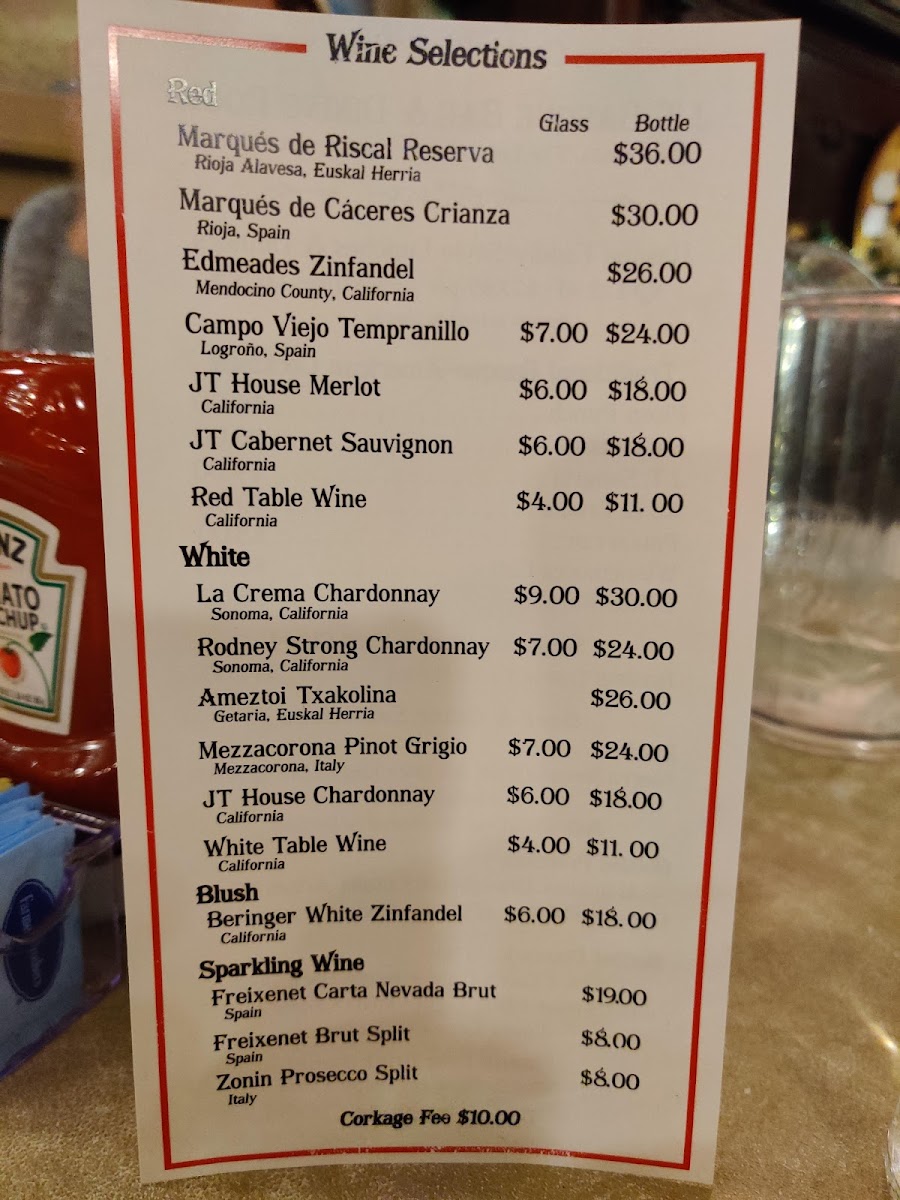 Wine Selections
Red
Glass Bottle
Marqués de Riscal Reserva $36.00
Rioja Alavesa, Euskal Herria
Marqués de Cáceres Crianza $30.00
Rioja, Spain
Edmeades Zinfandel $26.00
Mendocino County, California
Campo Viejo Tempranillo $7.00 $24.00
Logroño, Spain
JT House Merlot $6.00 $18.00
California
JT Cabernet Sauvignon $6.00 $18.00
California
Red Table Wine $4.00 $11. 00
California
White
La Crema Chardonnay $9.00 $30.00
Sonoma, California
Rodney Strong Chardonnay $7.00 $24.00
Sonoma, California
Ameztoi Txakolina $26.00
Getaria, Euskal Herria
Mezzacorona Pinot Grigio $7.00 $24.00
Mezzacorona, Italy
JT House Chardonnay $6.00 $18.00
California
White Table Wine $4.00 $11. 00
California
Blush
Beringer White Zinfandel $6.00 $18.00
California
Sparkling Wine
Freixenet Carta Nevada Brut $19.00
Spain
Freixenet Brut Split $8.00
Spain
Zonin Prosecco Split $8.00
Italy
Corkage Fee $10.00
NZ
ATO
CHUP